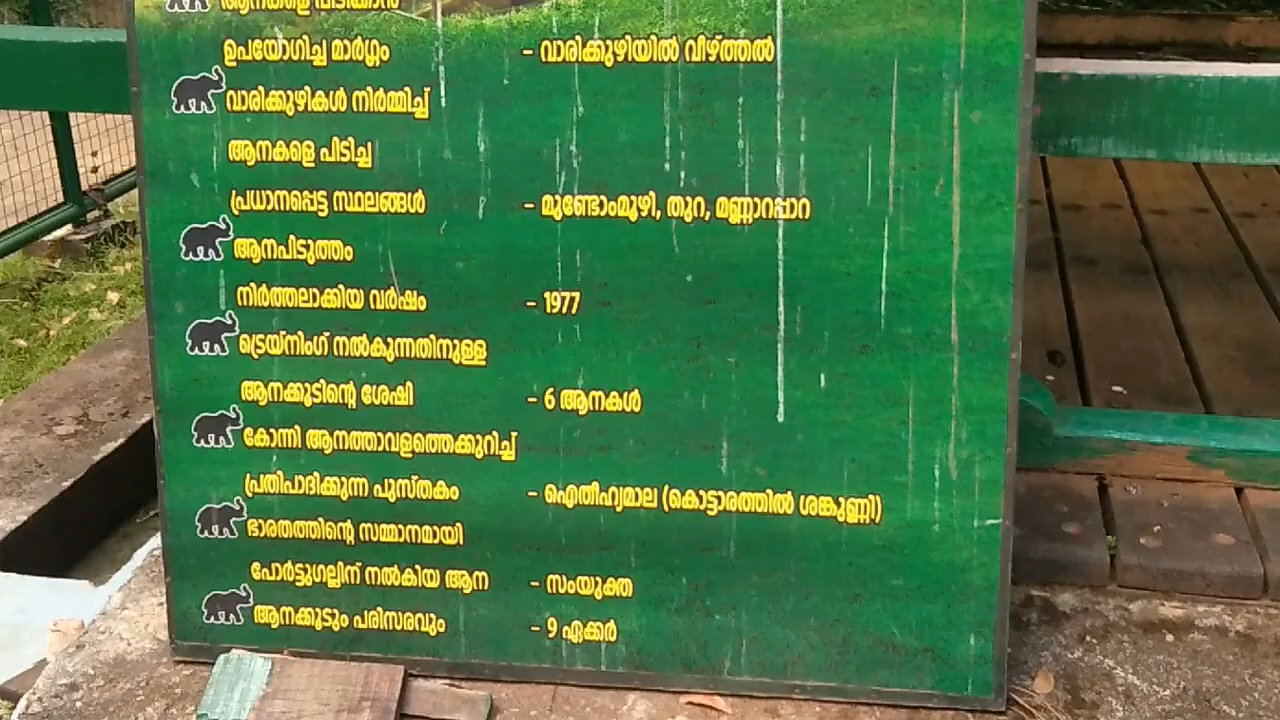 ആനകളെ പിടിക്കാൻ
ഉപയോഗിച്ച മാർഗ്ഗം – വാരിക്കുഴിയിൽ വീഴ്ത്തൽ
വാരിക്കുഴികൾ നിർമ്മിച്ച്
ആനകളെ പിടിച്ച
പ്രധാനപ്പെട്ട സ്ഥലങ്ങൾ – മുണ്ടോംമൂഴി, തുറ, മണ്ണാറപ്പാറ
ആനപിടുത്തം
നിർത്തലാക്കിയ വർഷം – 1977
ട്രെയ്നിംഗ് നൽകുന്നതിനുള്ള
ആനക്കൂടിന്റെ ശേഷി – 6 ആനകൾ
കോന്നി ആനത്താവളത്തെക്കുറിച്ച്
പ്രതിപാദിക്കുന്ന പുസ്തകം – ഐതീഹ്യമാല (കൊട്ടാരത്തിൽ ശങ്കുണ്ണി)
ഭാരതത്തിന്റെ സമ്മാനമായി
പോർട്ടുഗല്ലിന് നൽകിയ ആന – സംയുക്ത
ആനക്കൂടും പരിസരവും – 9 ഏക്കർ